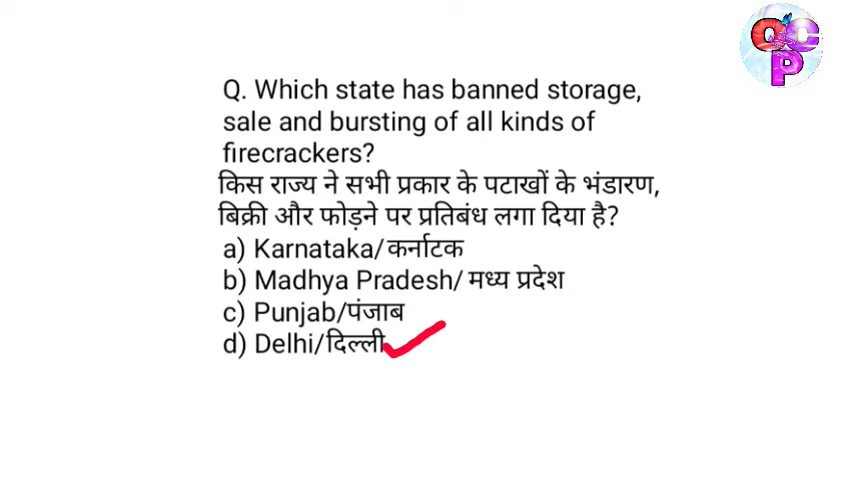 QC
P
Q. Which state has banned storage,
sale and bursting of all kinds of
firecrackers?
किस राज्य ने सभी प्रकार के पटाखों के भंडारण,
बिक्री और फोड़ने पर प्रतिबंध लगा दिया है?
a) Karnataka/कर्नाटक
b) Madhya Pradesh/ मध्य प्रदेश
c) Punjab/पंजाब
d) Delhi/दिल्ली